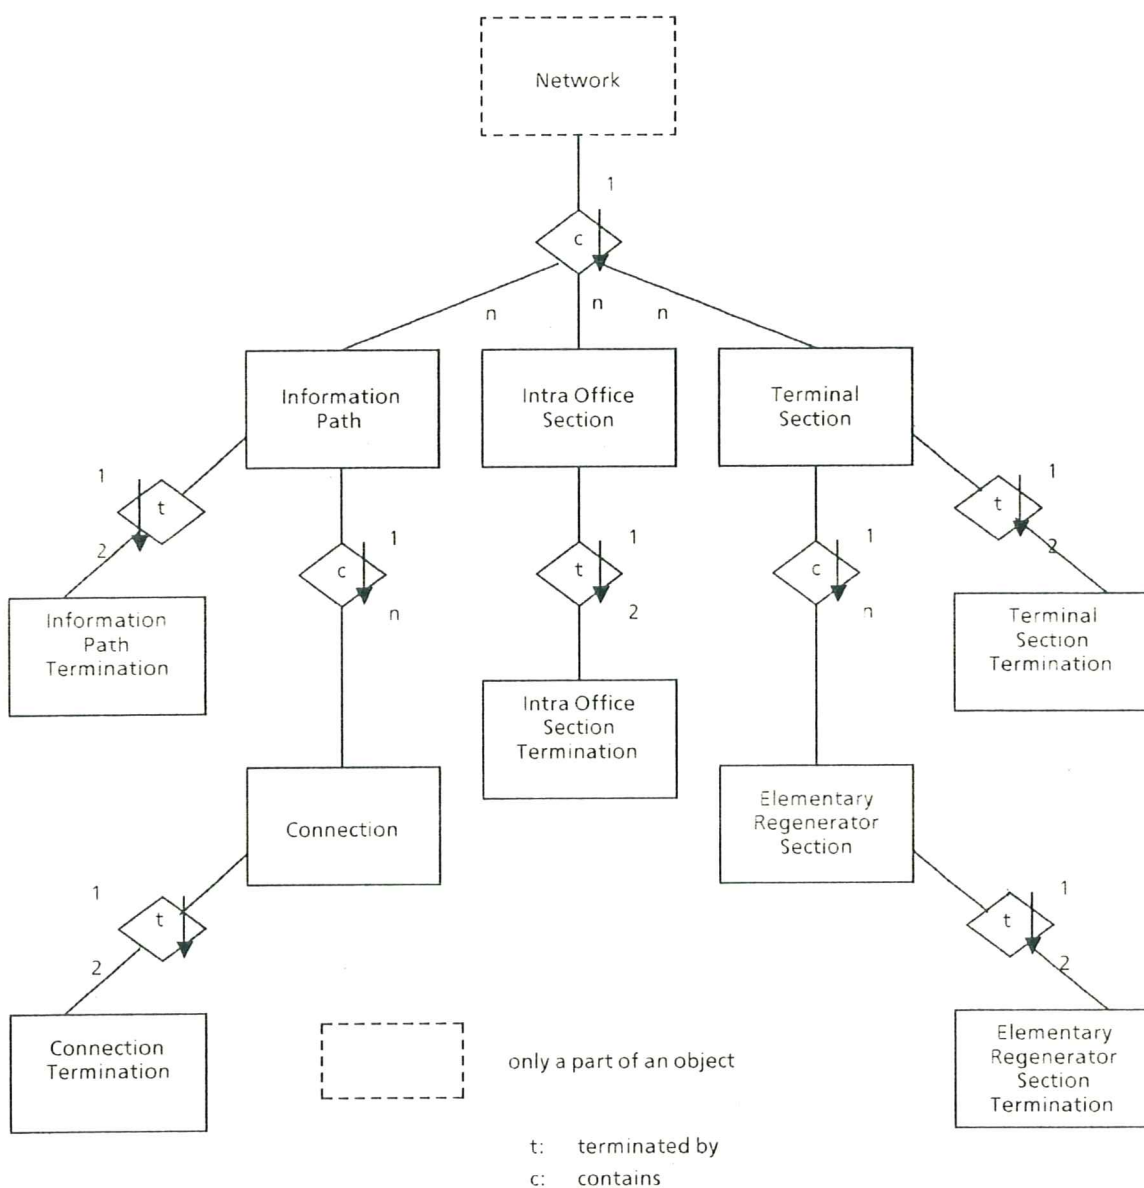 Network
1
c
n
n
n
Information
Path
Intra Office
Section
Terminal
Section
1
t
2
1
c
n
1
t
2
1
c
n
1
t
2
Information
Path
Termination
Intra Office
Section
Termination
Terminal
Section
Termination
Connection
Elementary
Regenerator
Section
1
t
2
1
t
2
Connection
Termination
Elementary
Regenerator
Section
Termination
only a part of an object
t: terminated by
c: contains